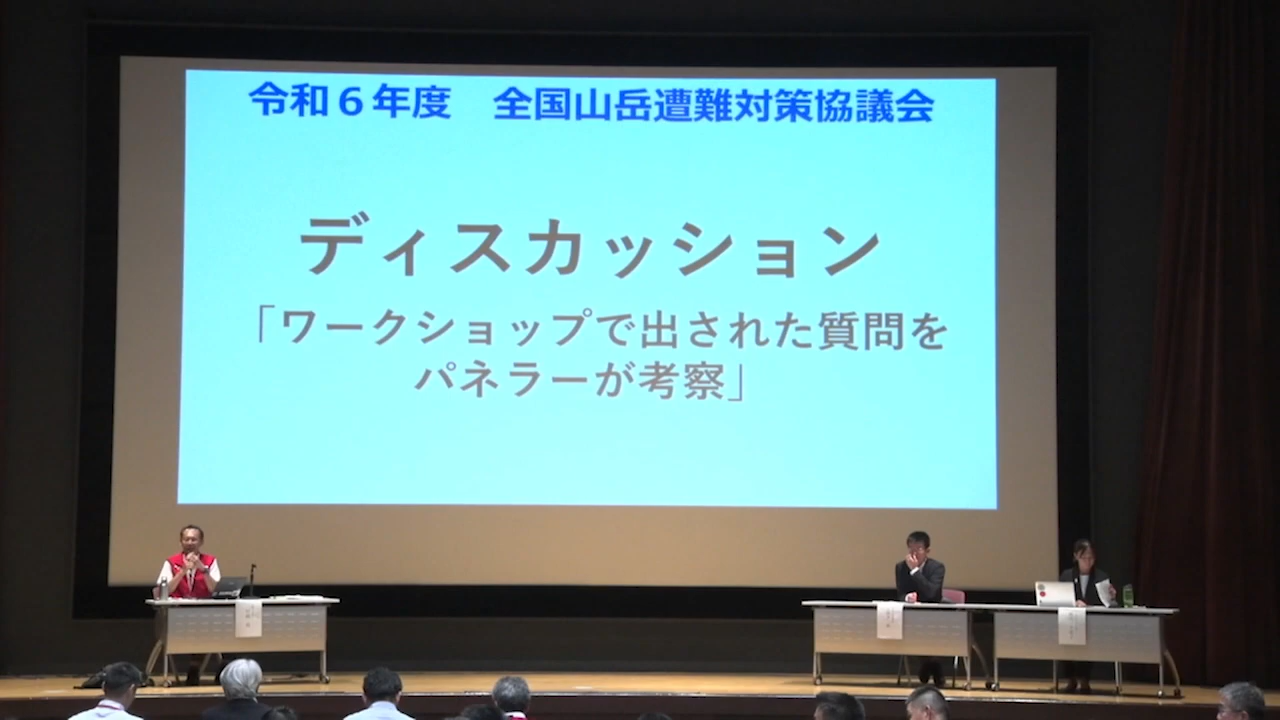 令和６年度　全国山岳遭難対策協議会
ディスカッション
「ワークショップで出された質問を
パネラーが考察」